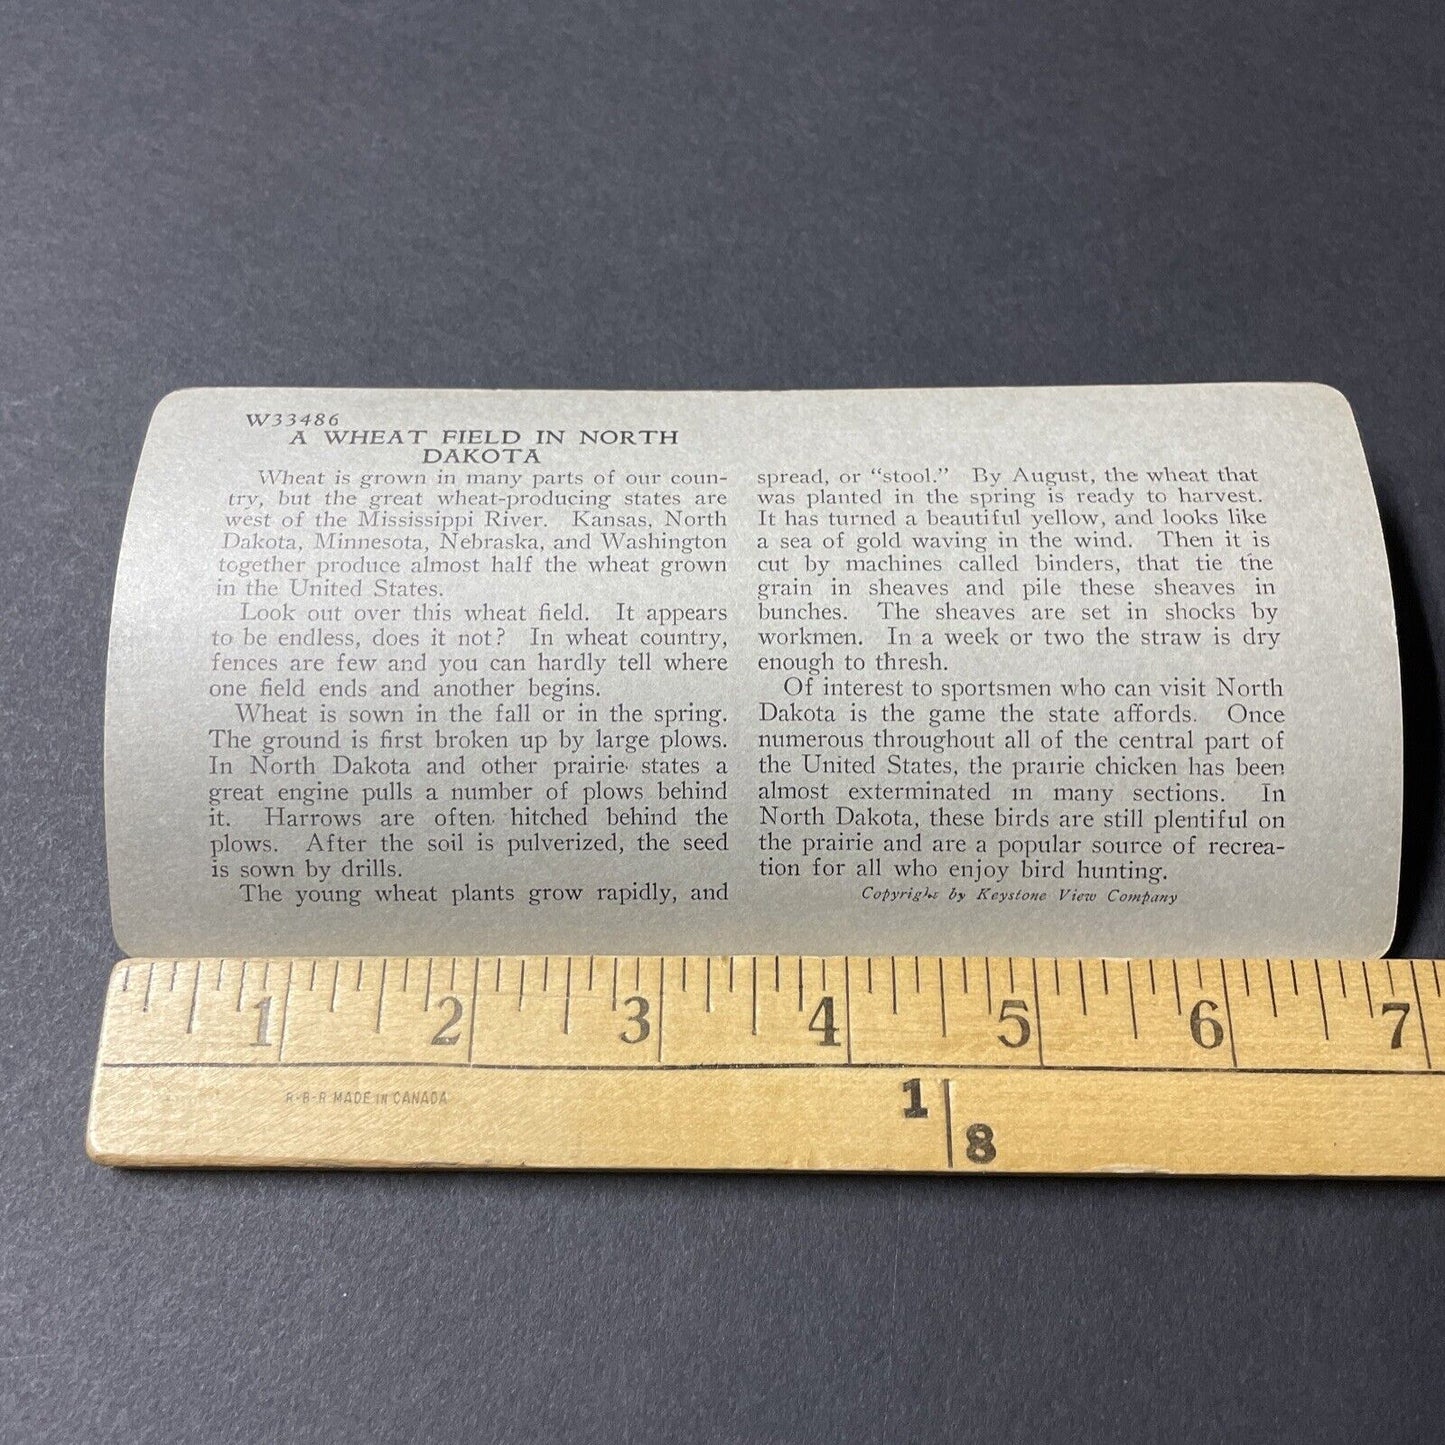 W33486
A WHEAT FIELD IN NORTH
DAKOTA
Wheat is grown in many parts of our coun-
try, but the great wheat-producing states are
west of the Mississippi River. Kansas, North
Dakota, Minnesota, Nebraska, and Washington
together produce almost half the wheat grown
in the United States.
Look out over this wheat field. It appears
to be endless, does it not? In wheat country,
fences are few and you can hardly tell where
one field ends and another begins.
Wheat is sown in the fall or in the spring.
The ground is first broken up by large plows.
In North Dakota and other prairie states a
great engine pulls a number of plows behind
it. Harrows are often hitched behind the
plows. After the soil is pulverized, the seed
is sown by drills.
The young wheat plants grow rapidly, and
spread, or “stool.” By August, the wheat that
was planted in the spring is ready to harvest.
It has turned a beautiful yellow, and looks like
a sea of gold waving in the wind. Then it is
cut by machines called binders, that tie the
grain in sheaves and pile these sheaves in
bunches. The sheaves are set in shocks by
workmen. In a week or two the straw is dry
enough to thresh.
Of interest to sportsmen who can visit North
Dakota is the game the state affords. Once
numerous throughout all of the central part of
the United States, the prairie chicken has been
almost exterminated in many sections. In
North Dakota, these birds are still plentiful on
the prairie and are a popular source of recrea-
tion for all who enjoy bird hunting.
Copyright by Keystone View Company
1 2 3 4 5 6 7
R-B-R MADE IN CANADA
1
8